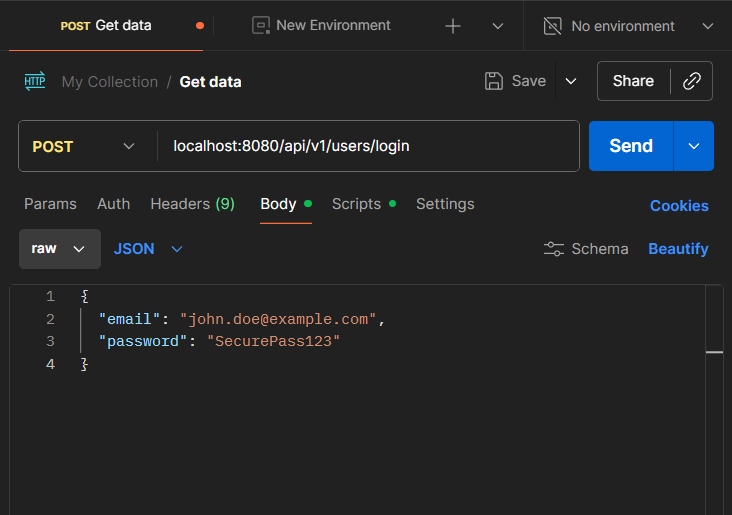 POST Get data New Environment No environment
HTTP My Collection / Get data Save Share
POST localhost:8080/api/v1/users/login Send
Params Auth Headers (9) Body Scripts Settings Cookies
raw JSON Schema Beautify
1 {
2 "email": "john.doe@example.com",
3 "password": "SecurePass123"
4 }